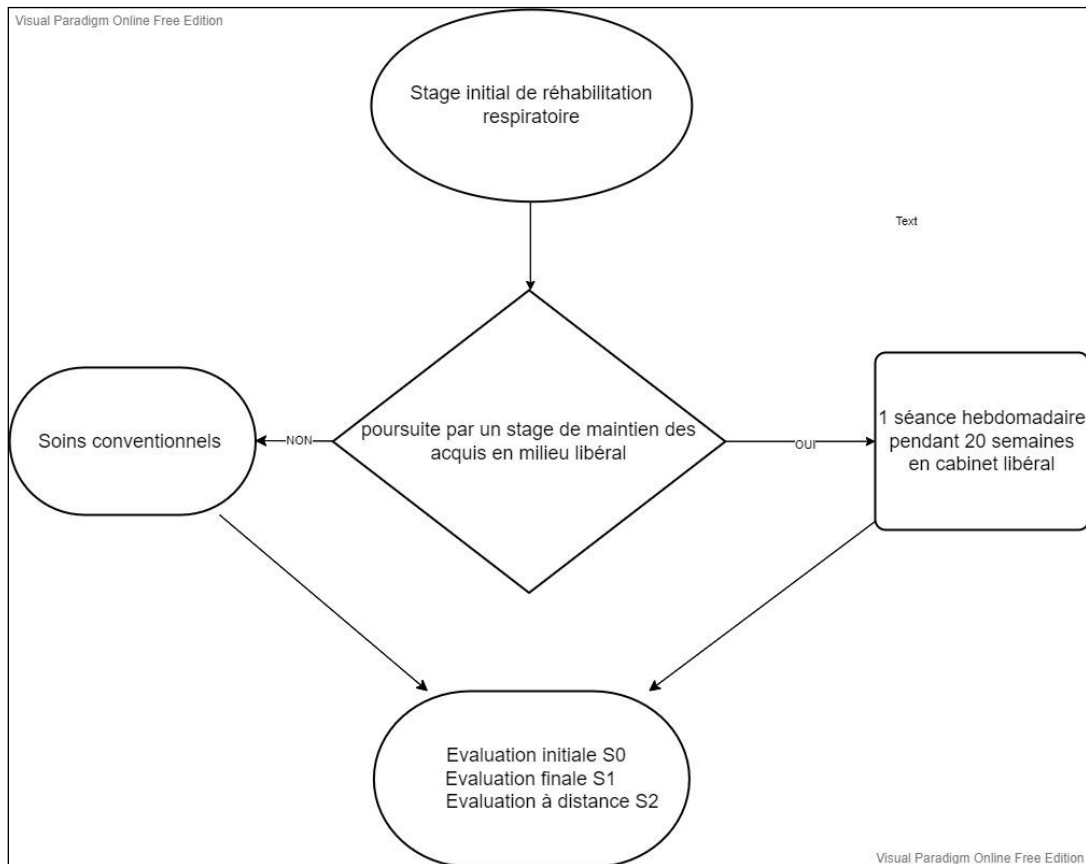 Visual Paradigm Online Free Edition
Stage initial de réhabilitation
respiratoire
Text
Soins conventionnels
NON
poursuite par un stage de maintien des
acquis en milieu libéral
OUI
1 séance hebdomadaire
pendant 20 semaines
en cabinet libéral
Evaluation initiale S0
Evaluation finale S1
Evaluation à distance S2
Visual Paradigm Online Free Edition